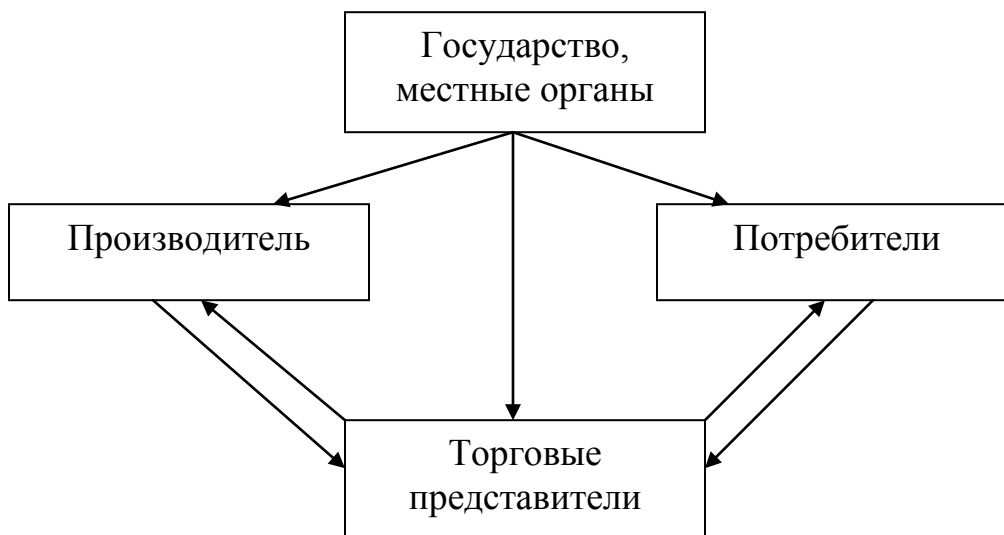 Государство,
местные органы
Производитель
Потребители
Торговые
представители